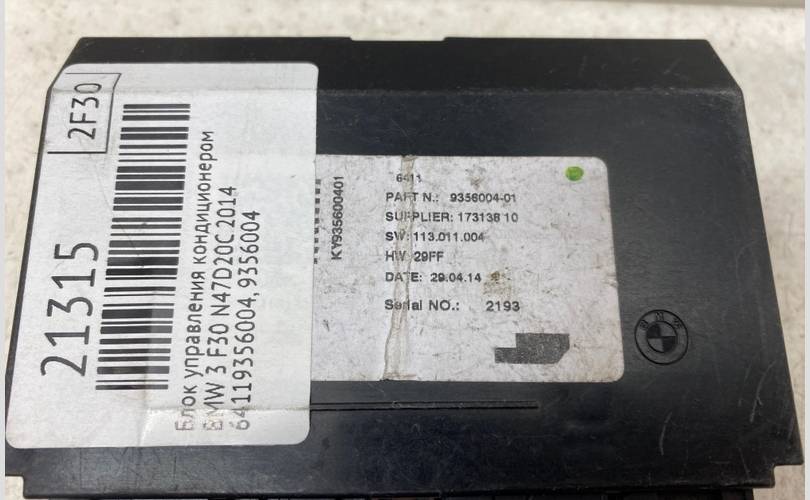 2F30
21315
Блок управления кондиционером
BMW 3 F30 N47D20C 2014
64119356004,9356004
KY935600401
6411
PART N.: 9356004-01
SUPPLIER: 173138 10
SW: 113.011.004
HW: 29FF
DATE: 29.04.14
Serial NO.: 2193
BMW